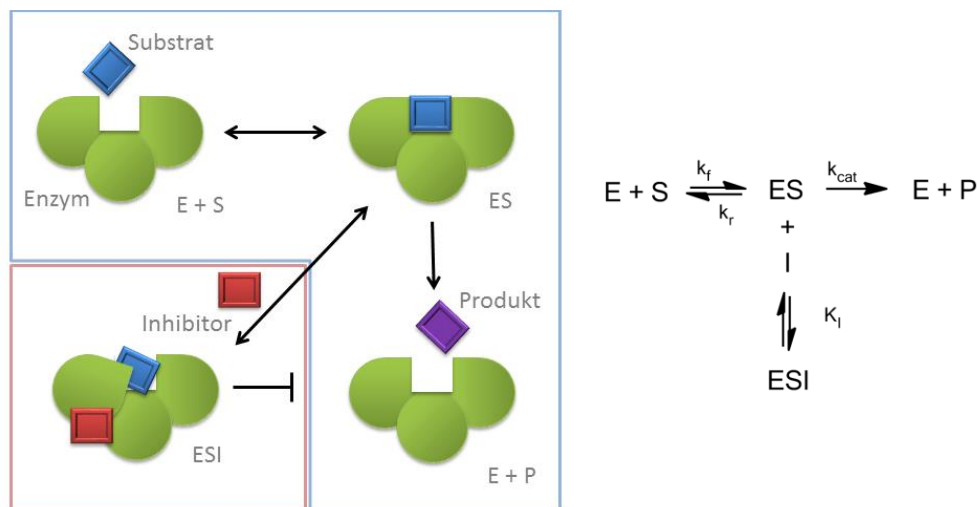 Substrat
Enzym
E + S
ES
Inhibitor
Produkt
ESI
E + P
E + S k_f k_r ES k_cat E + P
+
I
K_I
ESI